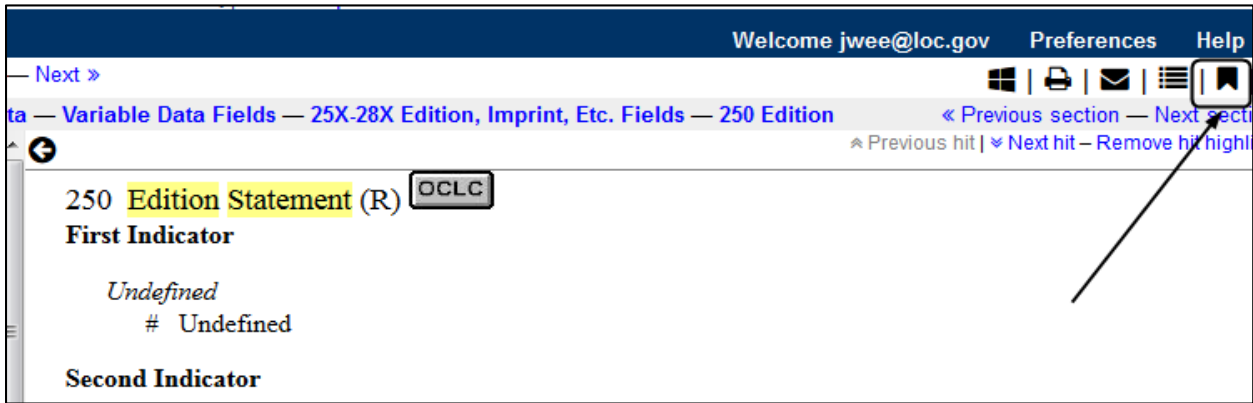 Welcome jwee@loc.gov Preferences Help
— Next »
| | | |
ta — Variable Data Fields — 25X-28X Edition, Imprint, Etc. Fields — 250 Edition « Previous section — Next secti
Previous hit | Next hit – Remove hit highli
250 Edition Statement (R) OCLC
First Indicator
Undefined
# Undefined
Second Indicator